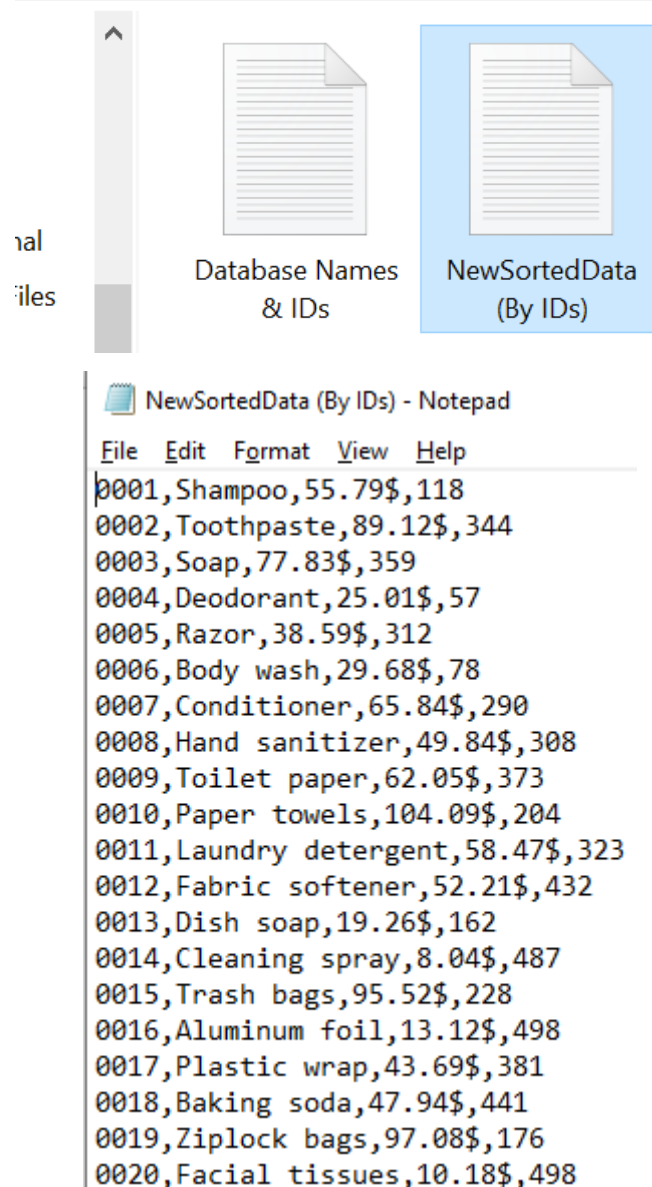 Database Names
& IDs
NewSortedData
(By IDs)
NewSortedData (By IDs) - Notepad
File Edit Format View Help
0001,Shampoo,55.79$,118
0002,Toothpaste,89.12$,344
0003,Soap,77.83$,359
0004,Deodorant,25.01$,57
0005,Razor,38.59$,312
0006,Body wash,29.68$,78
0007,Conditioner,65.84$,290
0008,Hand sanitizer,49.84$,308
0009,Toilet paper,62.05$,373
0010,Paper towels,104.09$,204
0011,Laundry detergent,58.47$,323
0012,Fabric softener,52.21$,432
0013,Dish soap,19.26$,162
0014,Cleaning spray,8.04$,487
0015,Trash bags,95.52$,228
0016,Aluminum foil,13.12$,498
0017,Plastic wrap,43.69$,381
0018,Baking soda,47.94$,441
0019,Ziplock bags,97.08$,176
0020,Facial tissues,10.18$,498